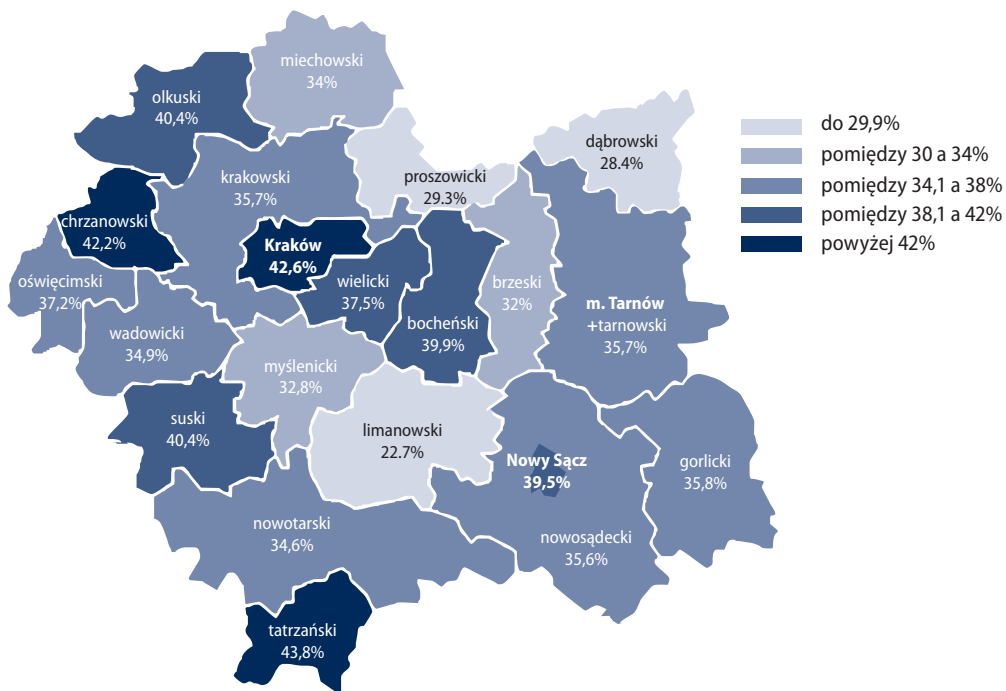 miechowski
34%
olkuski
40,4%
dąbrowski
28.4%
proszowicki
29.3%
krakowski
35,7%
chrzanowski
42,2%
Kraków
42,6%
oświęcimski
37,2%
wielicki
37,5%
bocheński
39,9%
brzeski
32%
m. Tarnów
+tarnowski
35,7%
wadowicki
34,9%
myślenicki
32,8%
suski
40,4%
limanowski
22.7%
Nowy Sącz
39,5%
gorlicki
35,8%
nowotarski
34,6%
nowosądecki
35,6%
tatrzański
43,8%
do 29,9%
pomiędzy 30 a 34%
pomiędzy 34,1 a 38%
pomiędzy 38,1 a 42%
powyżej 42%